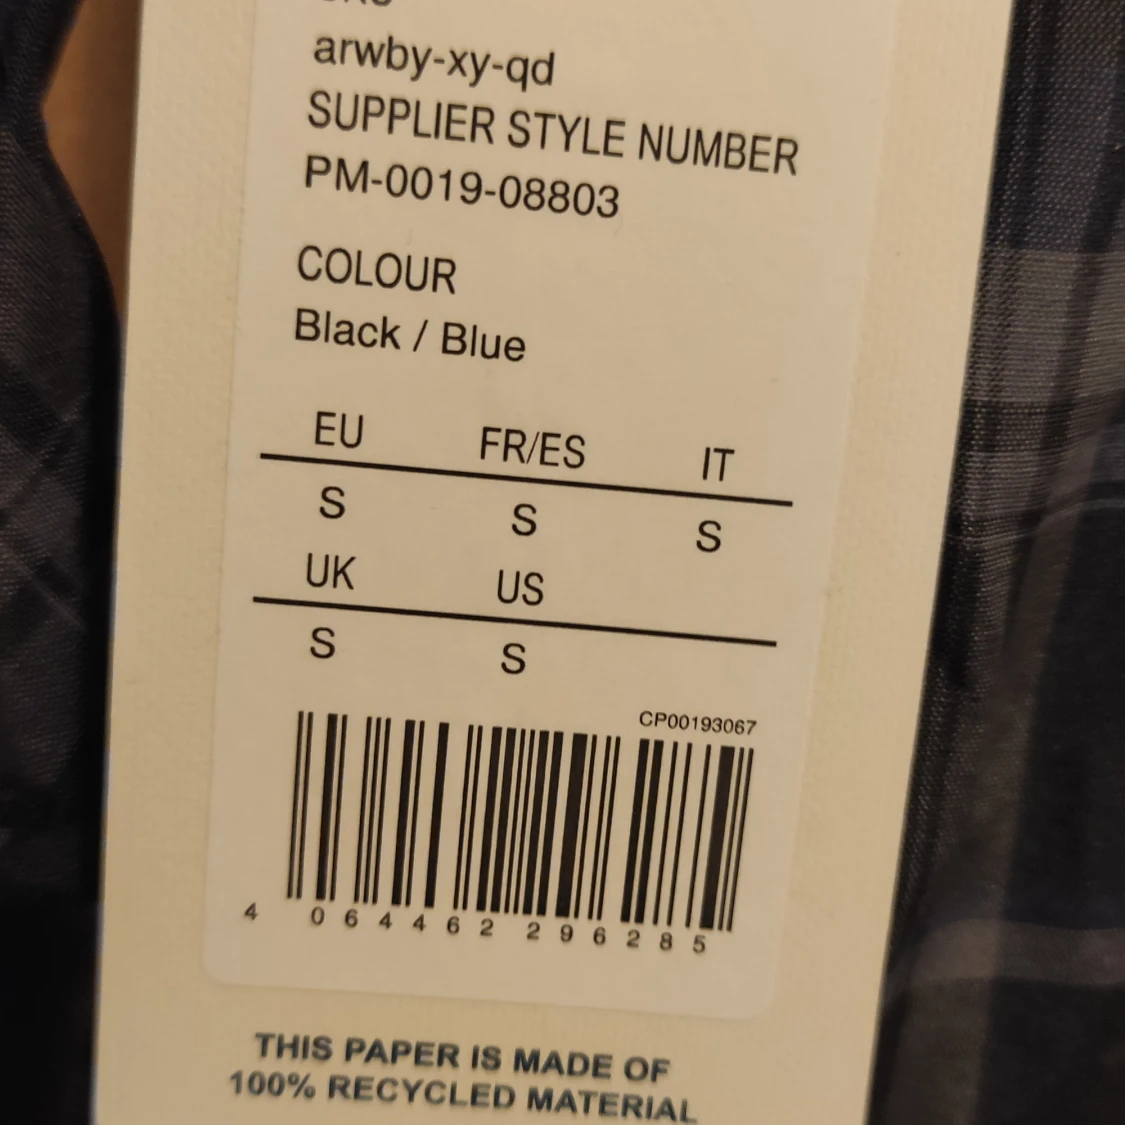 SKU
arwby-xy-qd
SUPPLIER STYLE NUMBER
PM-0019-08803
COLOUR
Black / Blue
EU FR/ES IT
S S S
UK US
S S
CP00193067
4 064462 296285
THIS PAPER IS MADE OF
100% RECYCLED MATERIAL